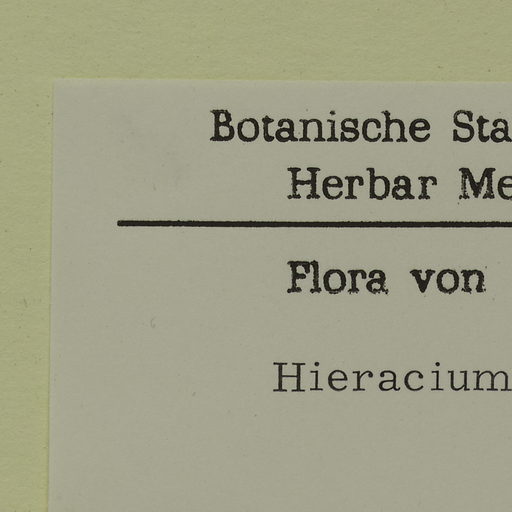 Botanische Sta
Herbar Me
Flora von
Hieracium